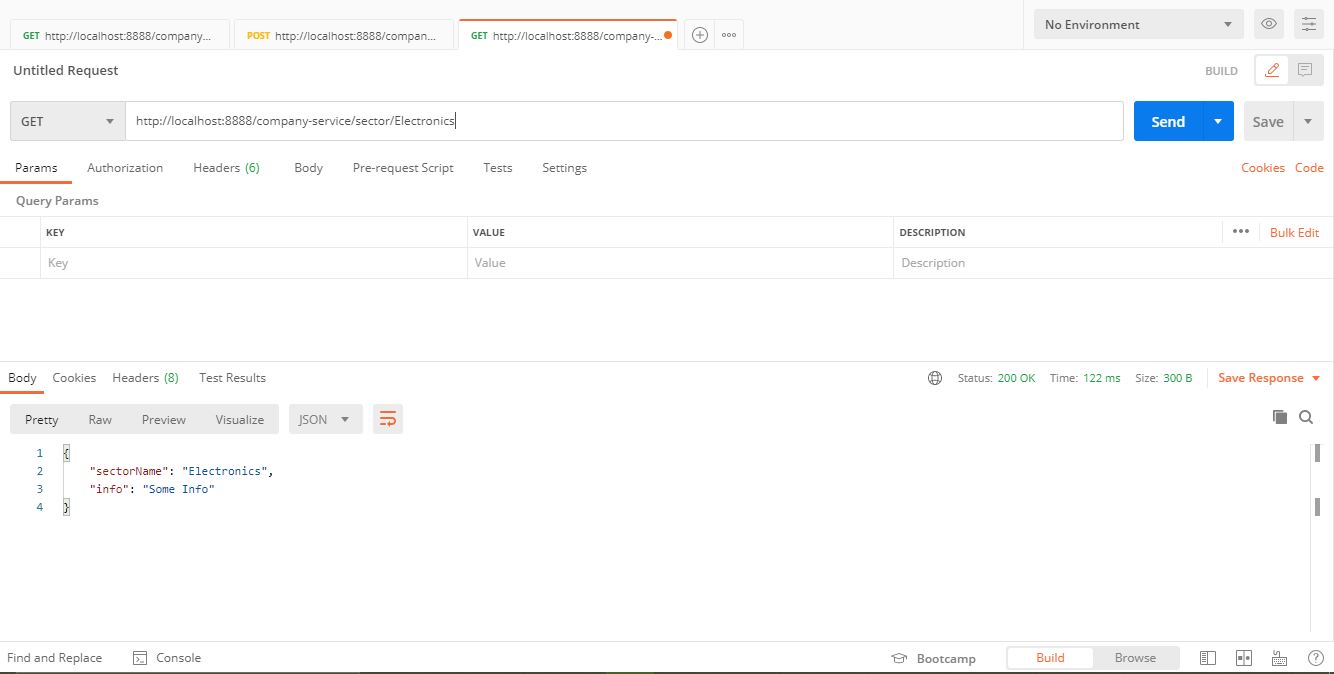 GET http://localhost:8888/company... POST http://localhost:8888/compan... GET http://localhost:8888/company-... No Environment
Untitled Request BUILD
GET http://localhost:8888/company-service/sector/Electronics Send Save
Params Authorization Headers (6) Body Pre-request Script Tests Settings Cookies Code
Query Params
KEY VALUE DESCRIPTION Bulk Edit
Key Value Description
Body Cookies Headers (8) Test Results Status: 200 OK Time: 122 ms Size: 300 B Save Response
Pretty Raw Preview Visualize JSON
1 {
2 "sectorName": "Electronics",
3 "info": "Some Info"
4 }
Find and Replace Console Bootcamp Build Browse